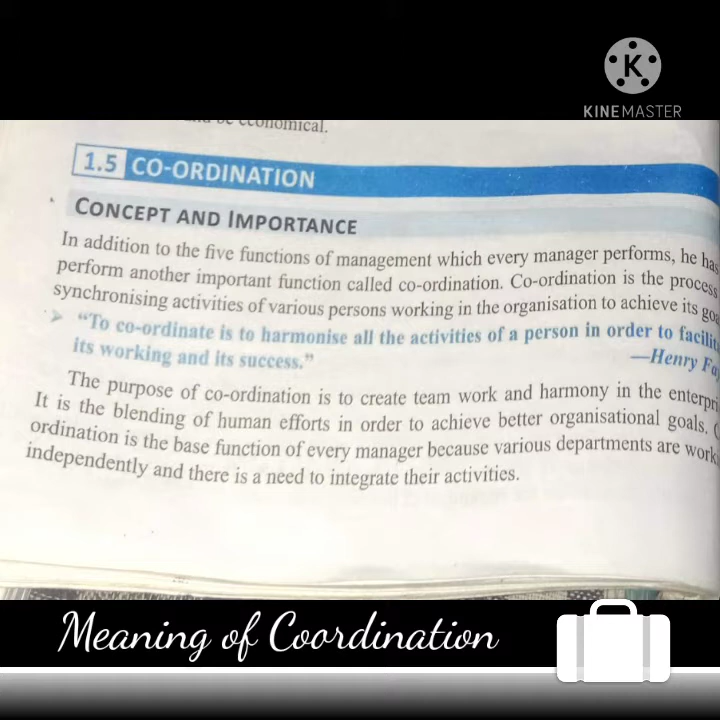 K
KINEMASTER
and be economical.
1.5 CO-ORDINATION
CONCEPT AND IMPORTANCE
In addition to the five functions of management which every manager performs, he has
perform another important function called co-ordination. Co-ordination is the process
synchronising activities of various persons working in the organisation to achieve its
"To co-ordinate is to harmonise all the activities of a person in order to
its working and its success."
—Henry
The purpose of co-ordination is to create team work and harmony in the
It is the blending of human efforts in order to achieve better organisational goals.
ordination is the base function of every manager because various departments are
independently and there is a need to integrate their activities.
Meaning of Coordination